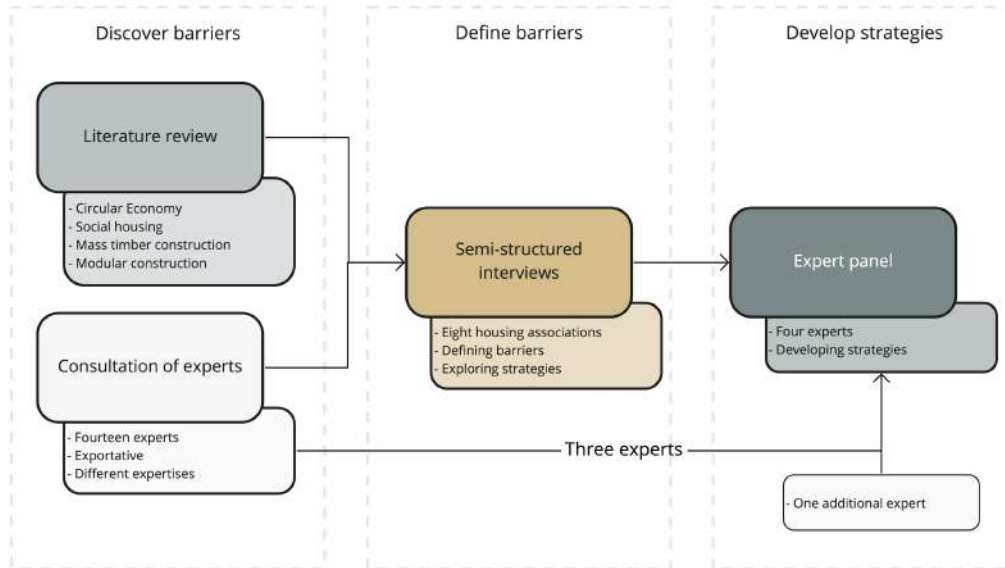 Discover barriers
Literature review
- Circular Economy
- Social housing
- Mass timber construction
- Modular construction
Consultation of experts
- Fourteen experts
- Exportative
- Different expertises
Define barriers
Semi-structured
interviews
- Eight housing associations
- Defining barriers
- Exploring strategies
Three experts
Develop strategies
Expert panel
- Four experts
- Developing strategies
- One additional expert